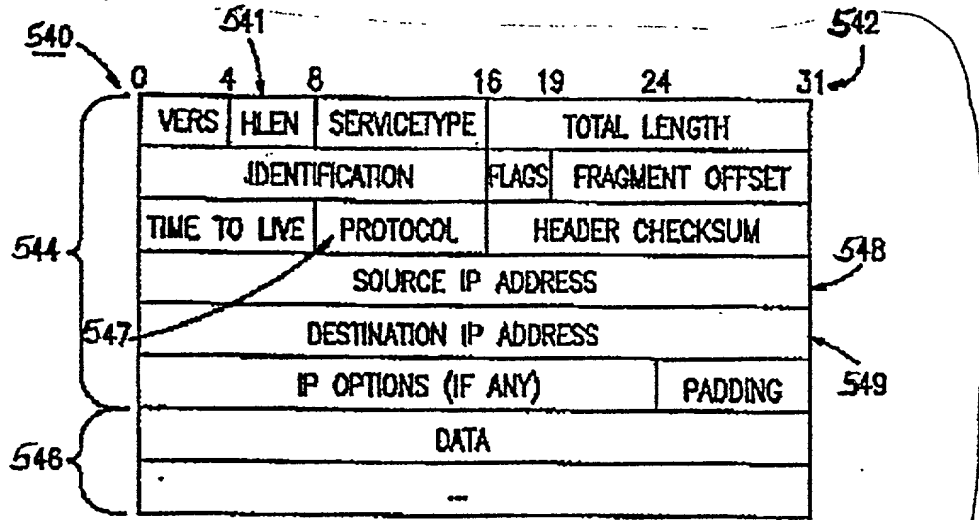 540 541 542
0 4 8 16 19 24 31
VERS HLEN SERVICETYPE TOTAL LENGTH
IDENTIFICATION FLAGS FRAGMENT OFFSET
TIME TO LIVE PROTOCOL HEADER CHECKSUM
544
SOURCE IP ADDRESS 548
547 DESTINATION IP ADDRESS
IP OPTIONS (IF ANY) PADDING 549
546 DATA
...